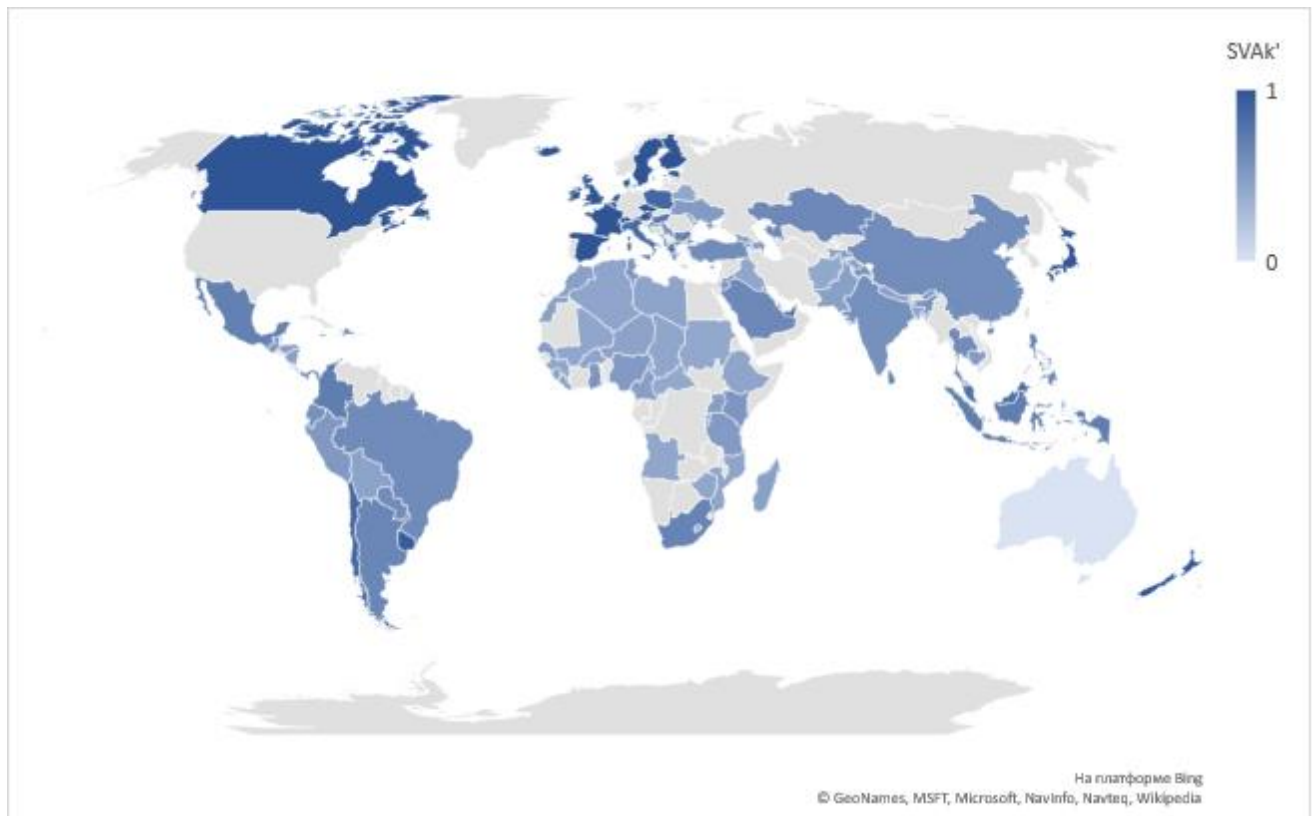 SVAk'
1
0
На платформе Bing
© GeoNames, MSFT, Microsoft, NavInfo, Navteq, Wikipedia